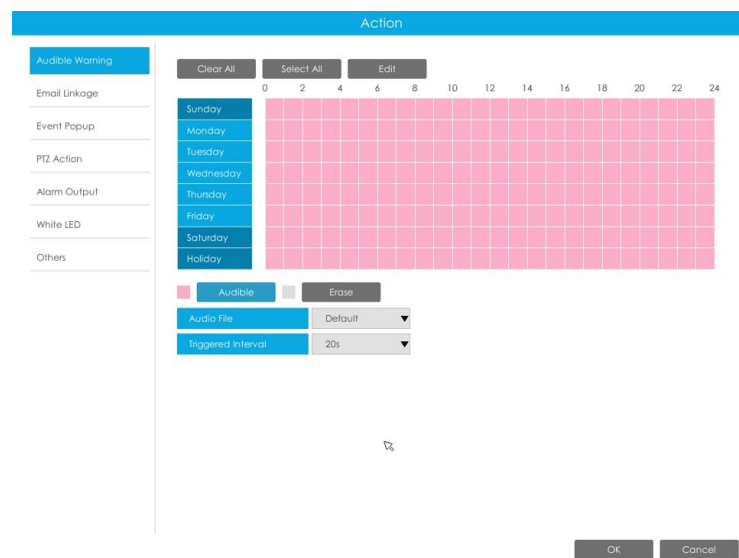 Action
Audible Warning
Email Linkage
Event Popup
PTZ Action
Alarm Output
White LED
Others
Clear All Select All Edit
0 2 4 6 8 10 12 14 16 18 20 22 24
Sunday
Monday
Tuesday
Wednesday
Thursday
Friday
Saturday
Holiday
Audible Erase
Audio File Default
Triggered Interval 20s
OK Cancel